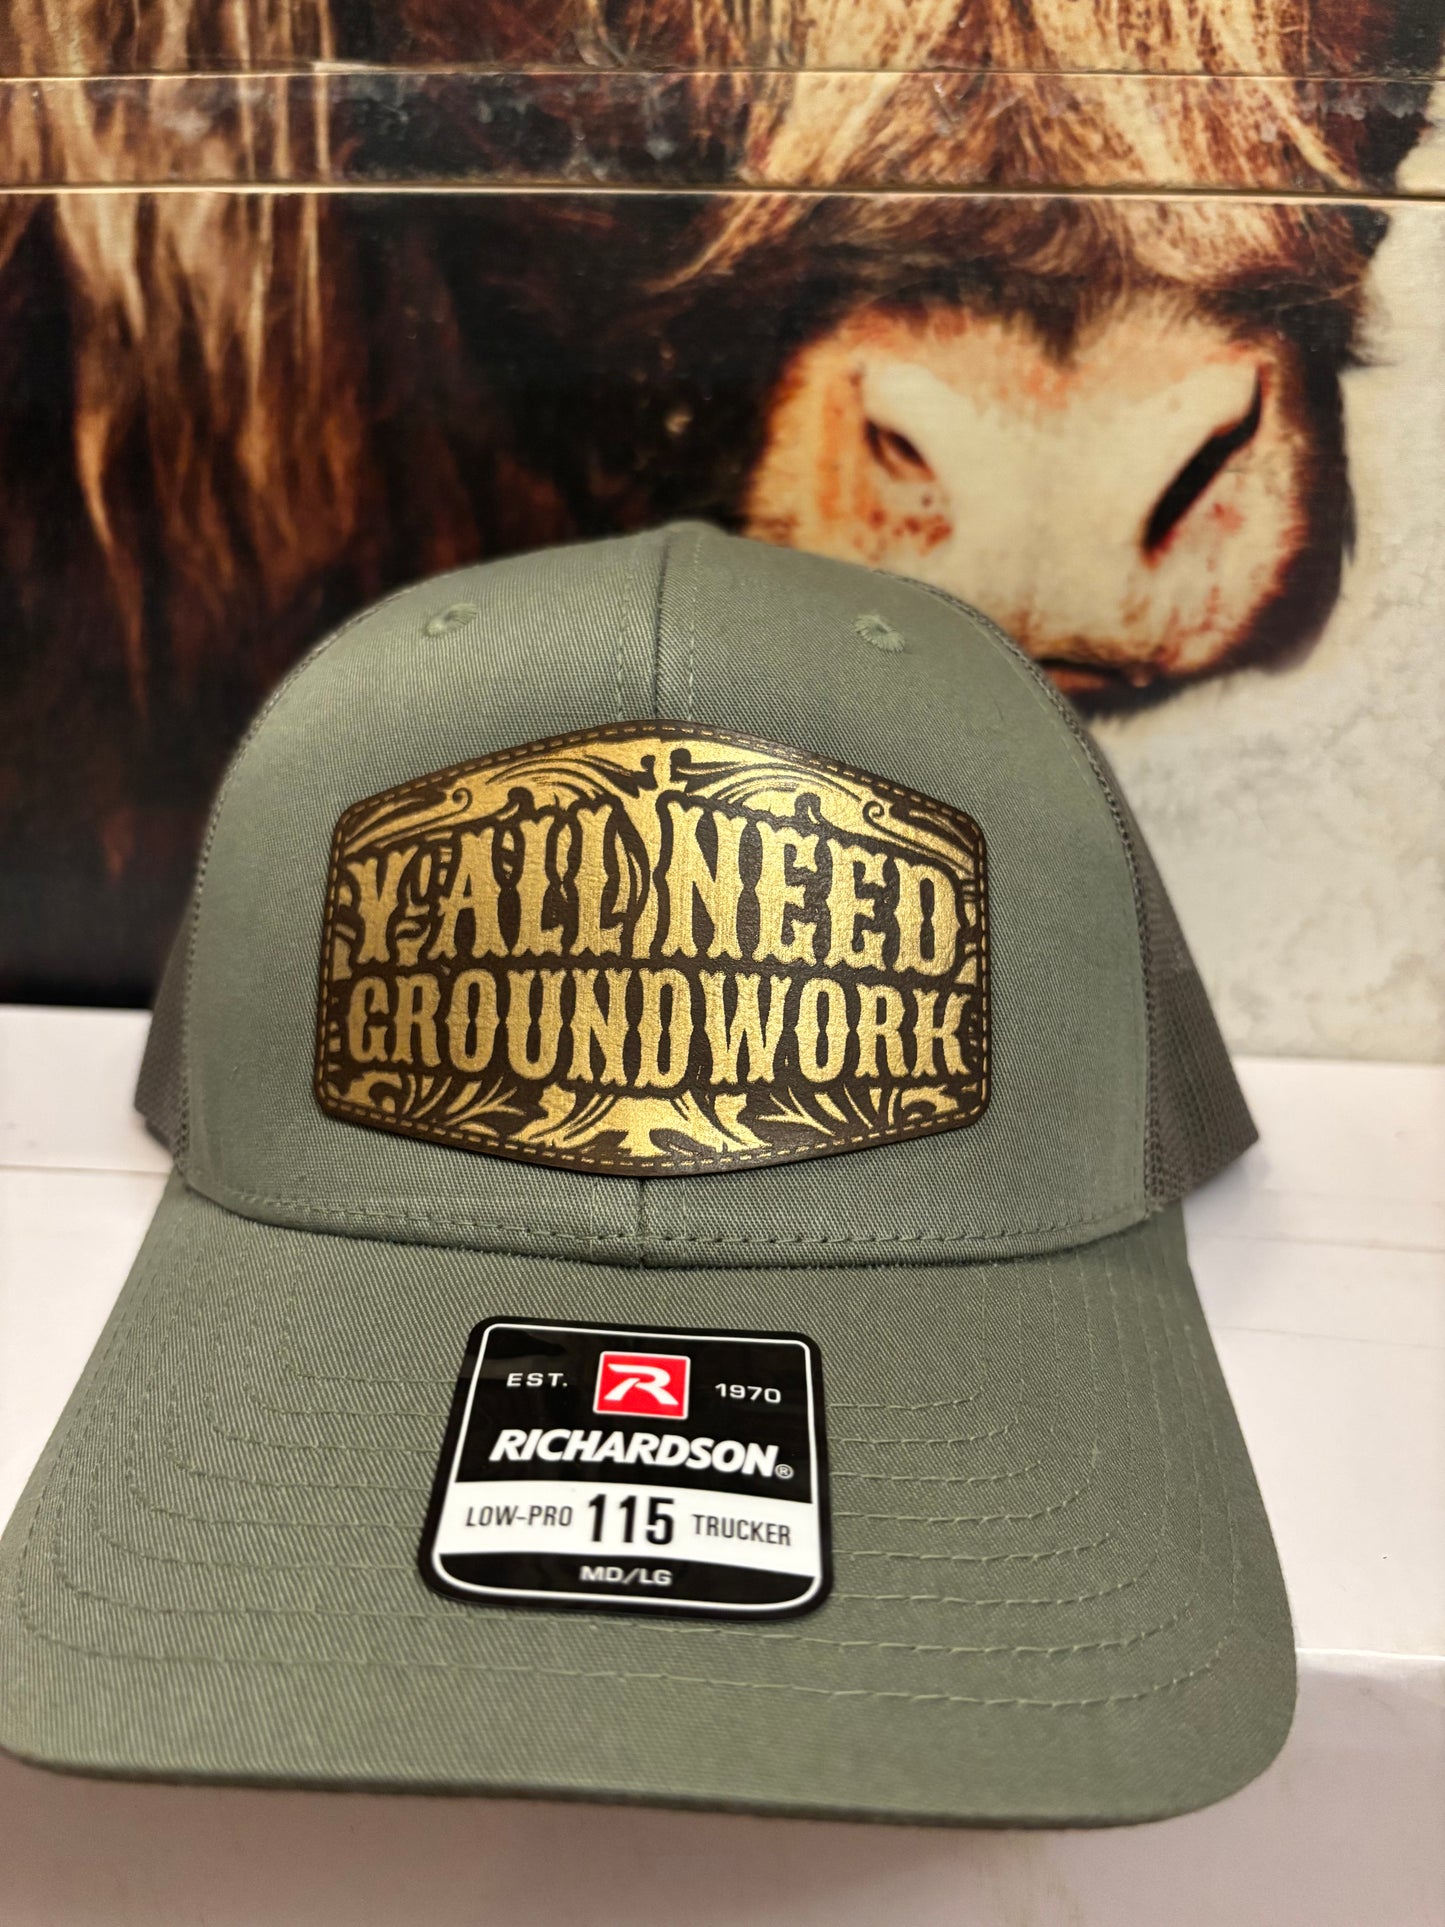 Y'ALL NEED
GROUNDWORK
EST. R 1970
RICHARDSON®
LOW-PRO 115 TRUCKER
MD/LG